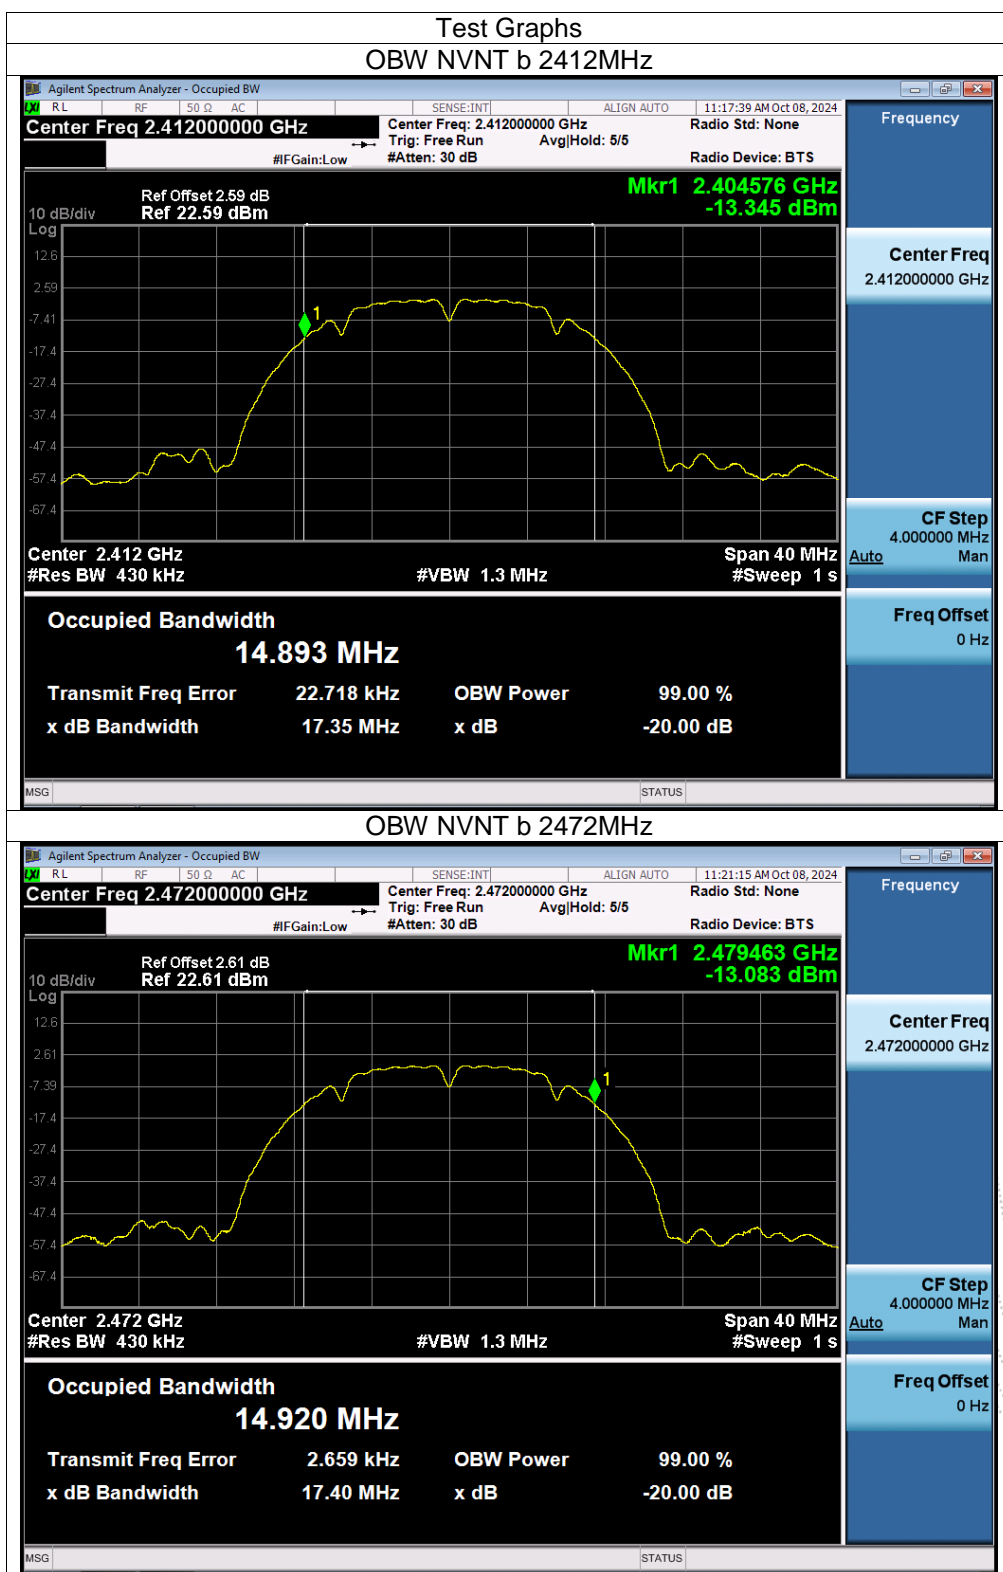 Test Graphs
OBW NVNT b 2412MHz
Agilent Spectrum Analyzer - Occupied BW
LXI RL RF 50 Ω AC SENSE:INT ALIGN AUTO 11:17:39 AM Oct 08, 2024
Center Freq 2.412000000 GHz
Center Freq: 2.412000000 GHz
Radio Std: None
Trig: Free Run Avg|Hold: 5/5
#IFGain:Low #Atten: 30 dB Radio Device: BTS
Frequency
Mkr1 2.404576 GHz
-13.345 dBm
Ref Offset 2.59 dB
10 dB/div Ref 22.59 dBm
Log
12.6
2.59
-7.41
-17.4
-27.4
-37.4
-47.4
-57.4
-67.4
1
Center 2.412 GHz Span 40 MHz
#Res BW 430 kHz #VBW 1.3 MHz #Sweep 1 s
Center Freq
2.412000000 GHz
CF Step
4.000000 MHz
Auto Man
Freq Offset
0 Hz
Occupied Bandwidth
14.893 MHz
Transmit Freq Error 22.718 kHz OBW Power 99.00 %
x dB Bandwidth 17.35 MHz x dB -20.00 dB
MSG STATUS
OBW NVNT b 2472MHz
Agilent Spectrum Analyzer - Occupied BW
LXI RL RF 50 Ω AC SENSE:INT ALIGN AUTO 11:21:15 AM Oct 08, 2024
Center Freq 2.472000000 GHz
Center Freq: 2.472000000 GHz
Radio Std: None
Trig: Free Run Avg|Hold: 5/5
#IFGain:Low #Atten: 30 dB Radio Device: BTS
Frequency
Mkr1 2.479463 GHz
-13.083 dBm
Ref Offset 2.61 dB
10 dB/div Ref 22.61 dBm
Log
12.6
2.61
-7.39
-17.4
-27.4
-37.4
-47.4
-57.4
-67.4
1
Center 2.472 GHz Span 40 MHz
#Res BW 430 kHz #VBW 1.3 MHz #Sweep 1 s
Center Freq
2.472000000 GHz
CF Step
4.000000 MHz
Auto Man
Freq Offset
0 Hz
Occupied Bandwidth
14.920 MHz
Transmit Freq Error 2.659 kHz OBW Power 99.00 %
x dB Bandwidth 17.40 MHz x dB -20.00 dB
MSG STATUS